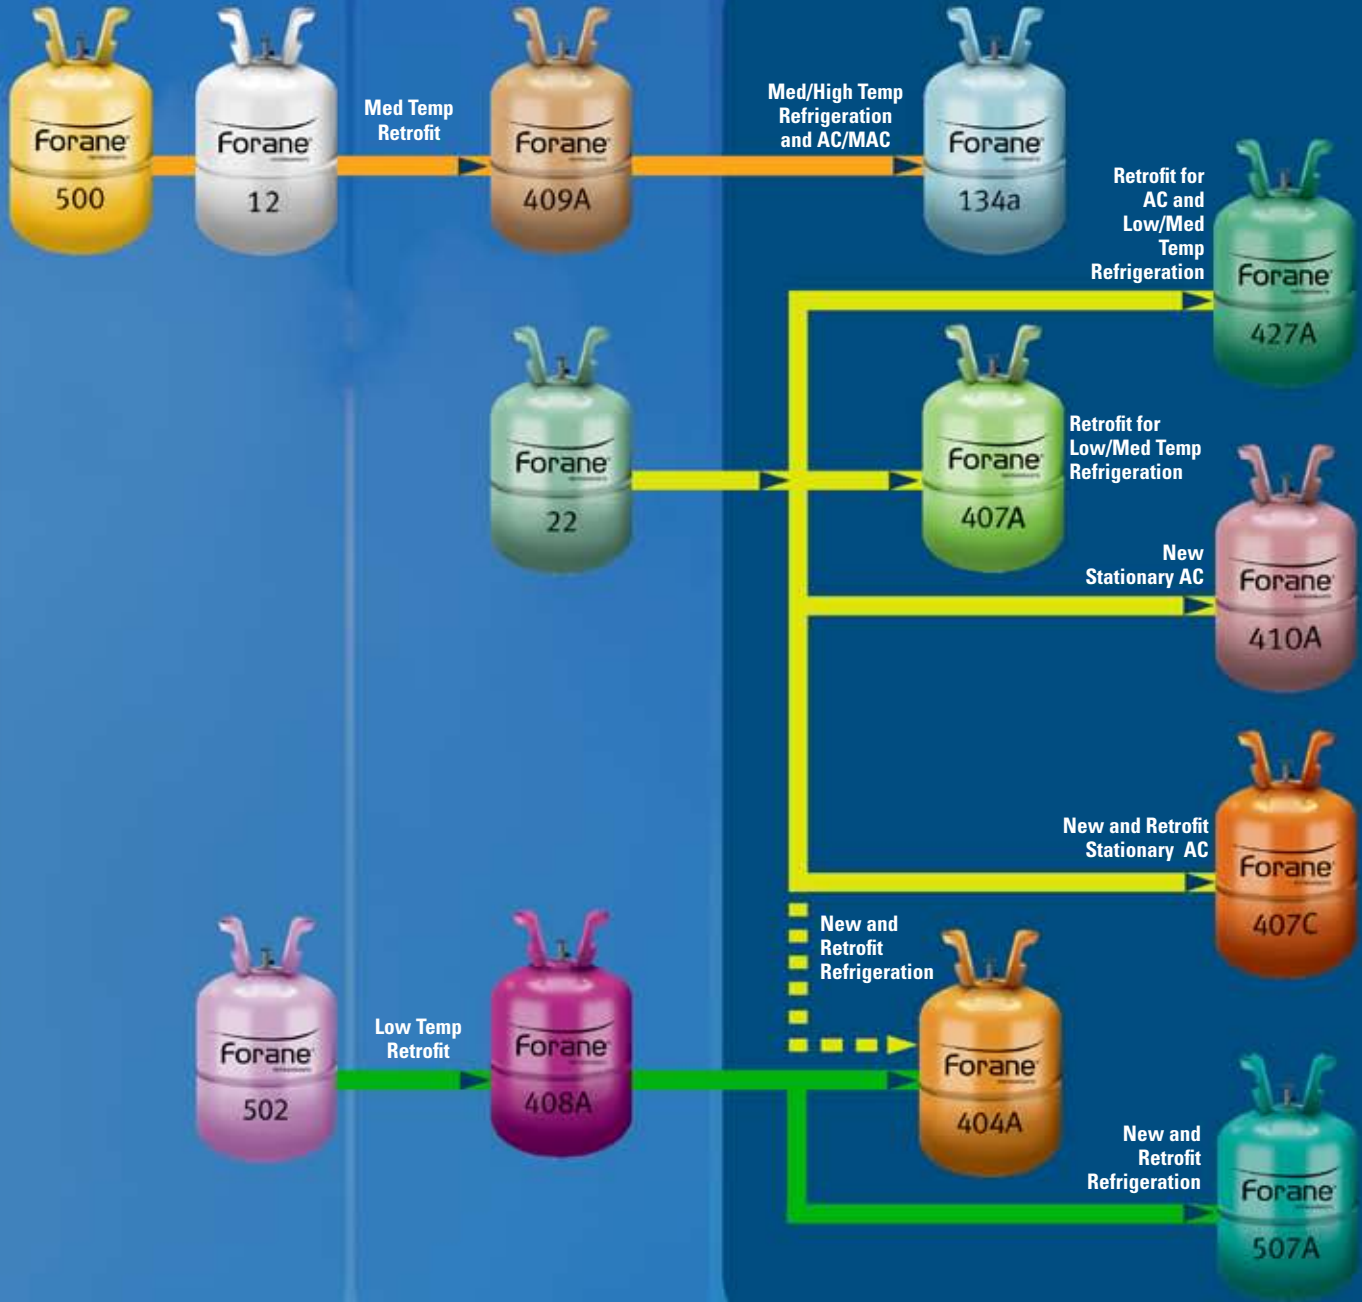 Forane
500
Forane
12
Med Temp
Retrofit
Forane
409A
Med/High Temp
Refrigeration
and AC/MAC
Forane
134a
Retrofit for
AC and
Low/Med
Temp
Refrigeration
Forane
427A
Forane
22
Forane
407A
Retrofit for
Low/Med Temp
Refrigeration
New
Stationary AC
Forane
410A
New and Retrofit
Stationary AC
Forane
407C
New and
Retrofit
Refrigeration
Forane
502
Low Temp
Retrofit
Forane
408A
Forane
404A
New and
Retrofit
Refrigeration
Forane
507A